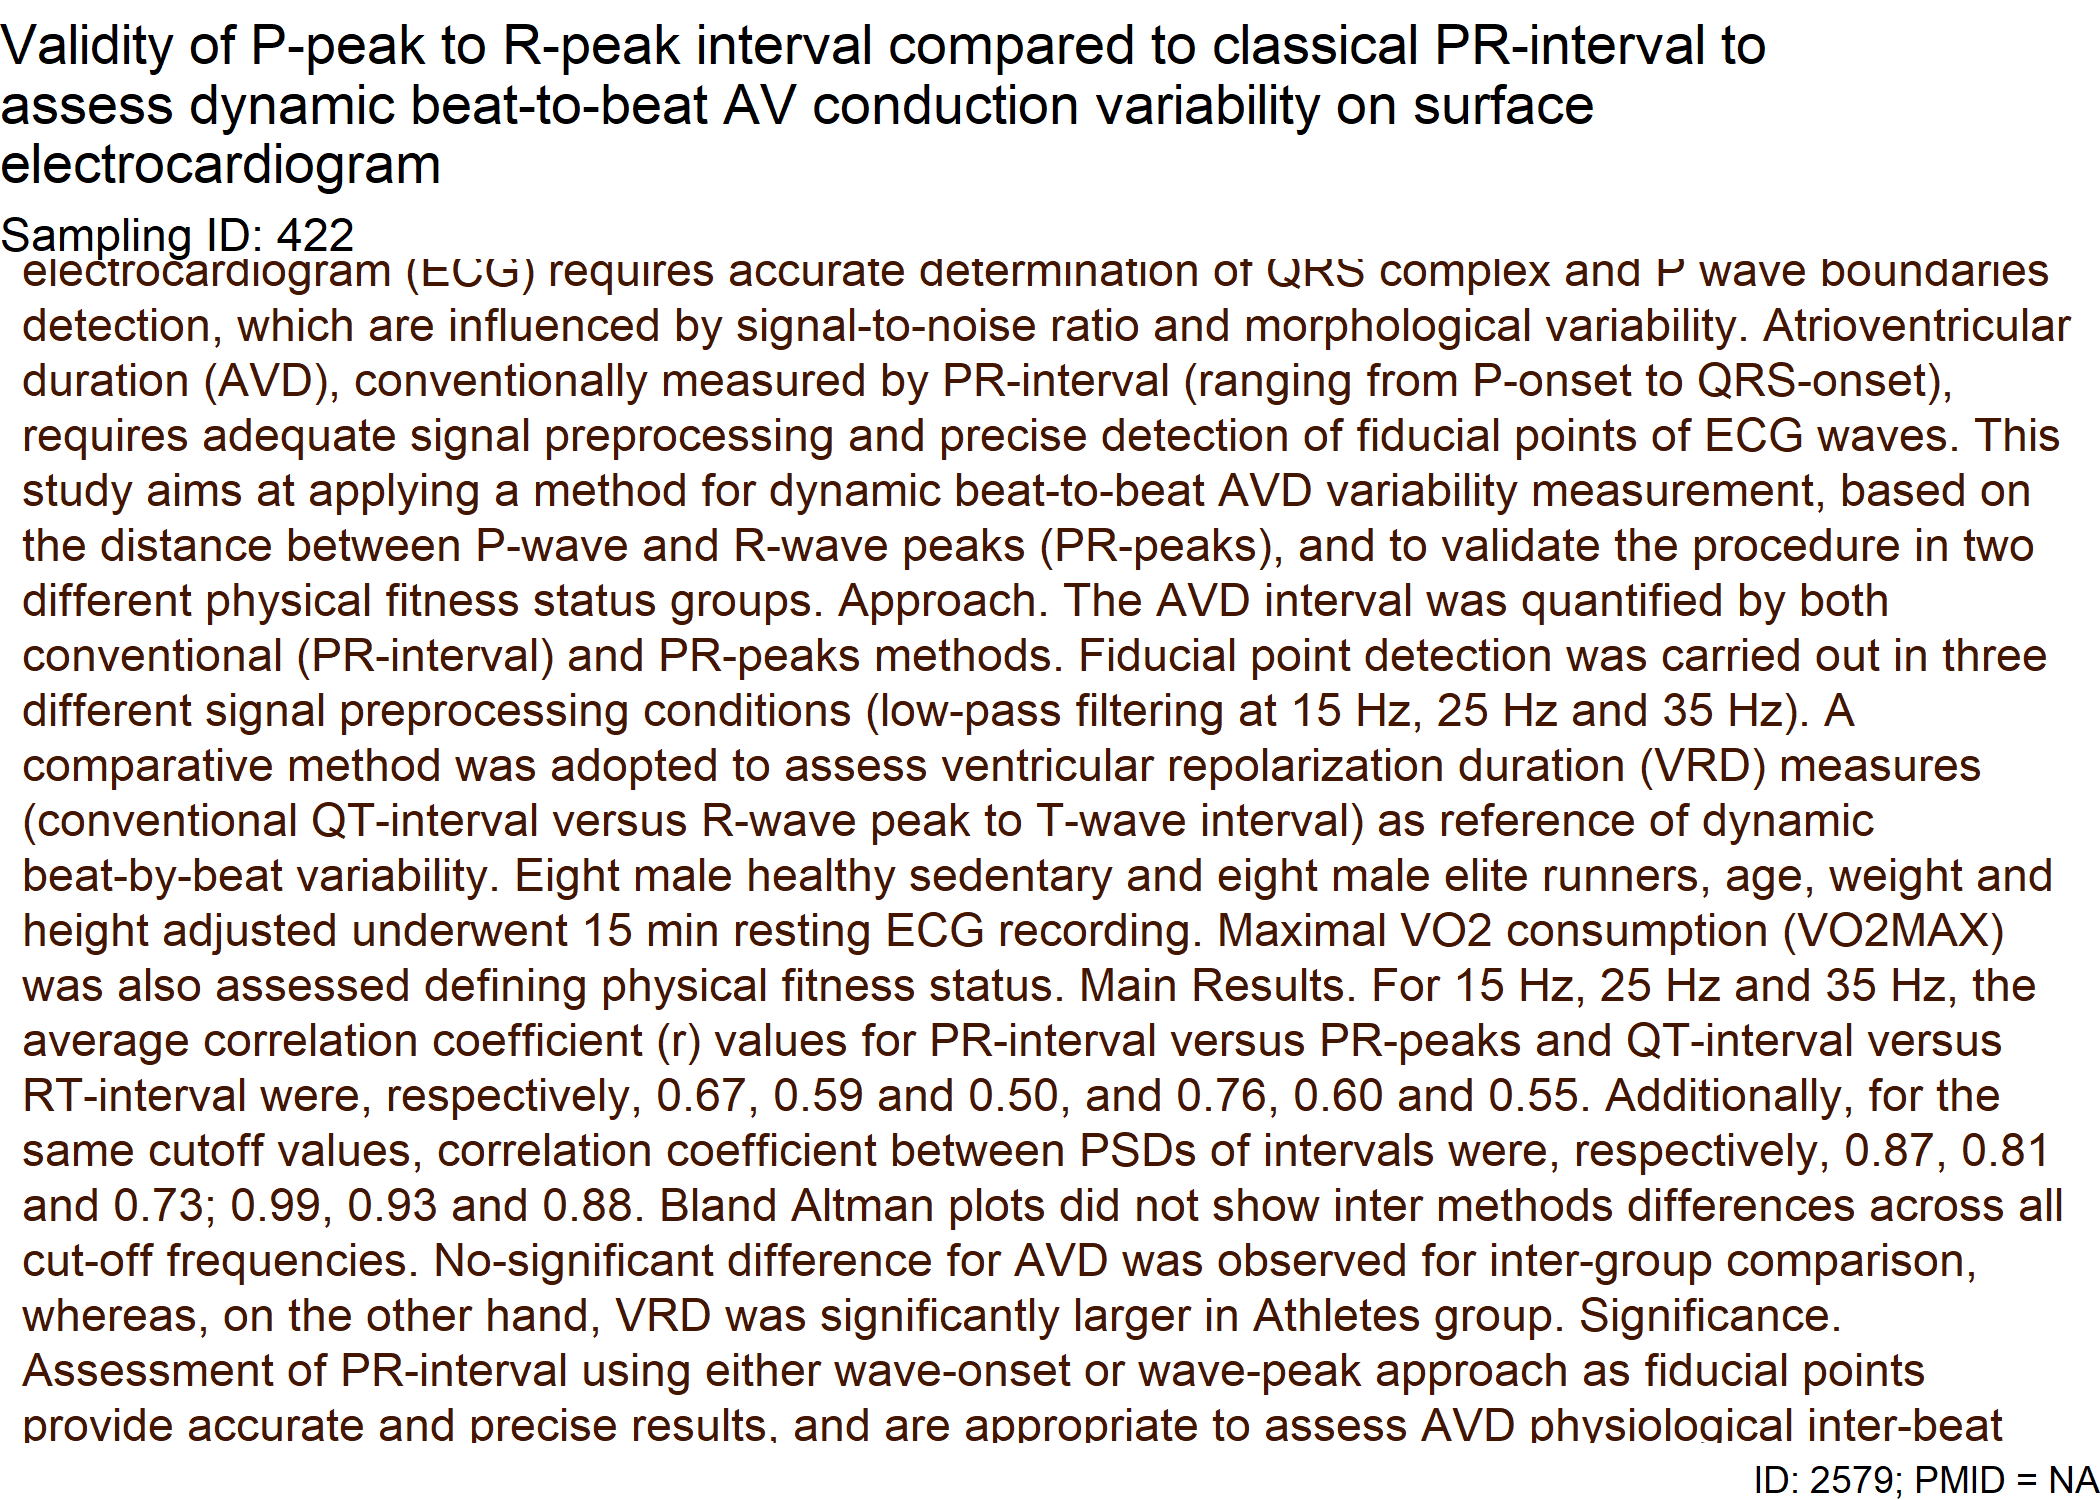 Validity of P-peak to R-peak interval compared to classical PR-interval to
assess dynamic beat-to-beat AV conduction variability on surface
electrocardiogram
Sampling ID: 422
electrocardiogram (ECG) requires accurate determination of QRS complex and P wave boundaries
detection, which are influenced by signal-to-noise ratio and morphological variability. Atrioventricular
duration (AVD), conventionally measured by PR-interval (ranging from P-onset to QRS-onset),
requires adequate signal preprocessing and precise detection of fiducial points of ECG waves. This
study aims at applying a method for dynamic beat-to-beat AVD variability measurement, based on
the distance between P-wave and R-wave peaks (PR-peaks), and to validate the procedure in two
different physical fitness status groups. Approach. The AVD interval was quantified by both
conventional (PR-interval) and PR-peaks methods. Fiducial point detection was carried out in three
different signal preprocessing conditions (low-pass filtering at 15 Hz, 25 Hz and 35 Hz). A
comparative method was adopted to assess ventricular repolarization duration (VRD) measures
(conventional QT-interval versus R-wave peak to T-wave interval) as reference of dynamic
beat-by-beat variability. Eight male healthy sedentary and eight male elite runners, age, weight and
height adjusted underwent 15 min resting ECG recording. Maximal VO2 consumption (VO2MAX)
was also assessed defining physical fitness status. Main Results. For 15 Hz, 25 Hz and 35 Hz, the
average correlation coefficient (r) values for PR-interval versus PR-peaks and QT-interval versus
RT-interval were, respectively, 0.67, 0.59 and 0.50, and 0.76, 0.60 and 0.55. Additionally, for the
same cutoff values, correlation coefficient between PSDs of intervals were, respectively, 0.87, 0.81
and 0.73; 0.99, 0.93 and 0.88. Bland Altman plots did not show inter methods differences across all
cut-off frequencies. No-significant difference for AVD was observed for inter-group comparison,
whereas, on the other hand, VRD was significantly larger in Athletes group. Significance.
Assessment of PR-interval using either wave-onset or wave-peak approach as fiducial points
provide accurate and precise results, and are appropriate to assess AVD physiological inter-beat
ID: 2579; PMID = NA